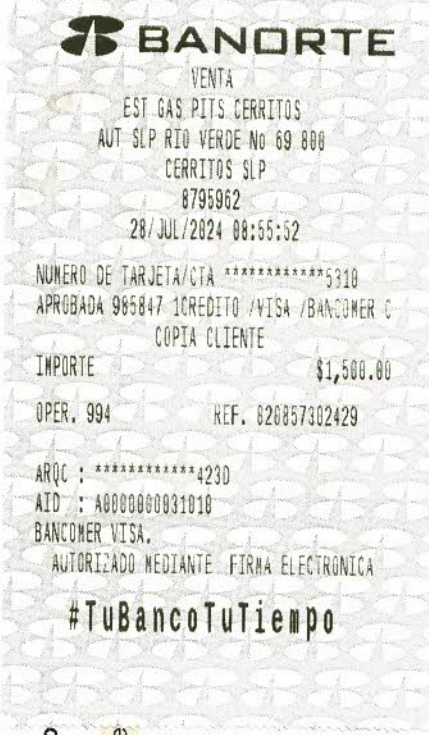 BANORTE
VENTA
EST GAS PITS CERRITOS
AUT SLP RIO VERDE No 69 800
CERRITOS SLP
8795962
28/JUL/2024 08:55:52
NUMERO DE TARJETA/CTA ************5310
APROBADA 985847 1CREDITO /VISA /BANCOMER C
COPIA CLIENTE
IMPORTE $1,500.00
OPER. 994 REF. 820857302429
ARQC : ************423D
AID : A0000000031010
BANCOMER VISA.
AUTORIZADO MEDIANTE FIRMA ELECTRONICA
#TuBancoTuTiempo